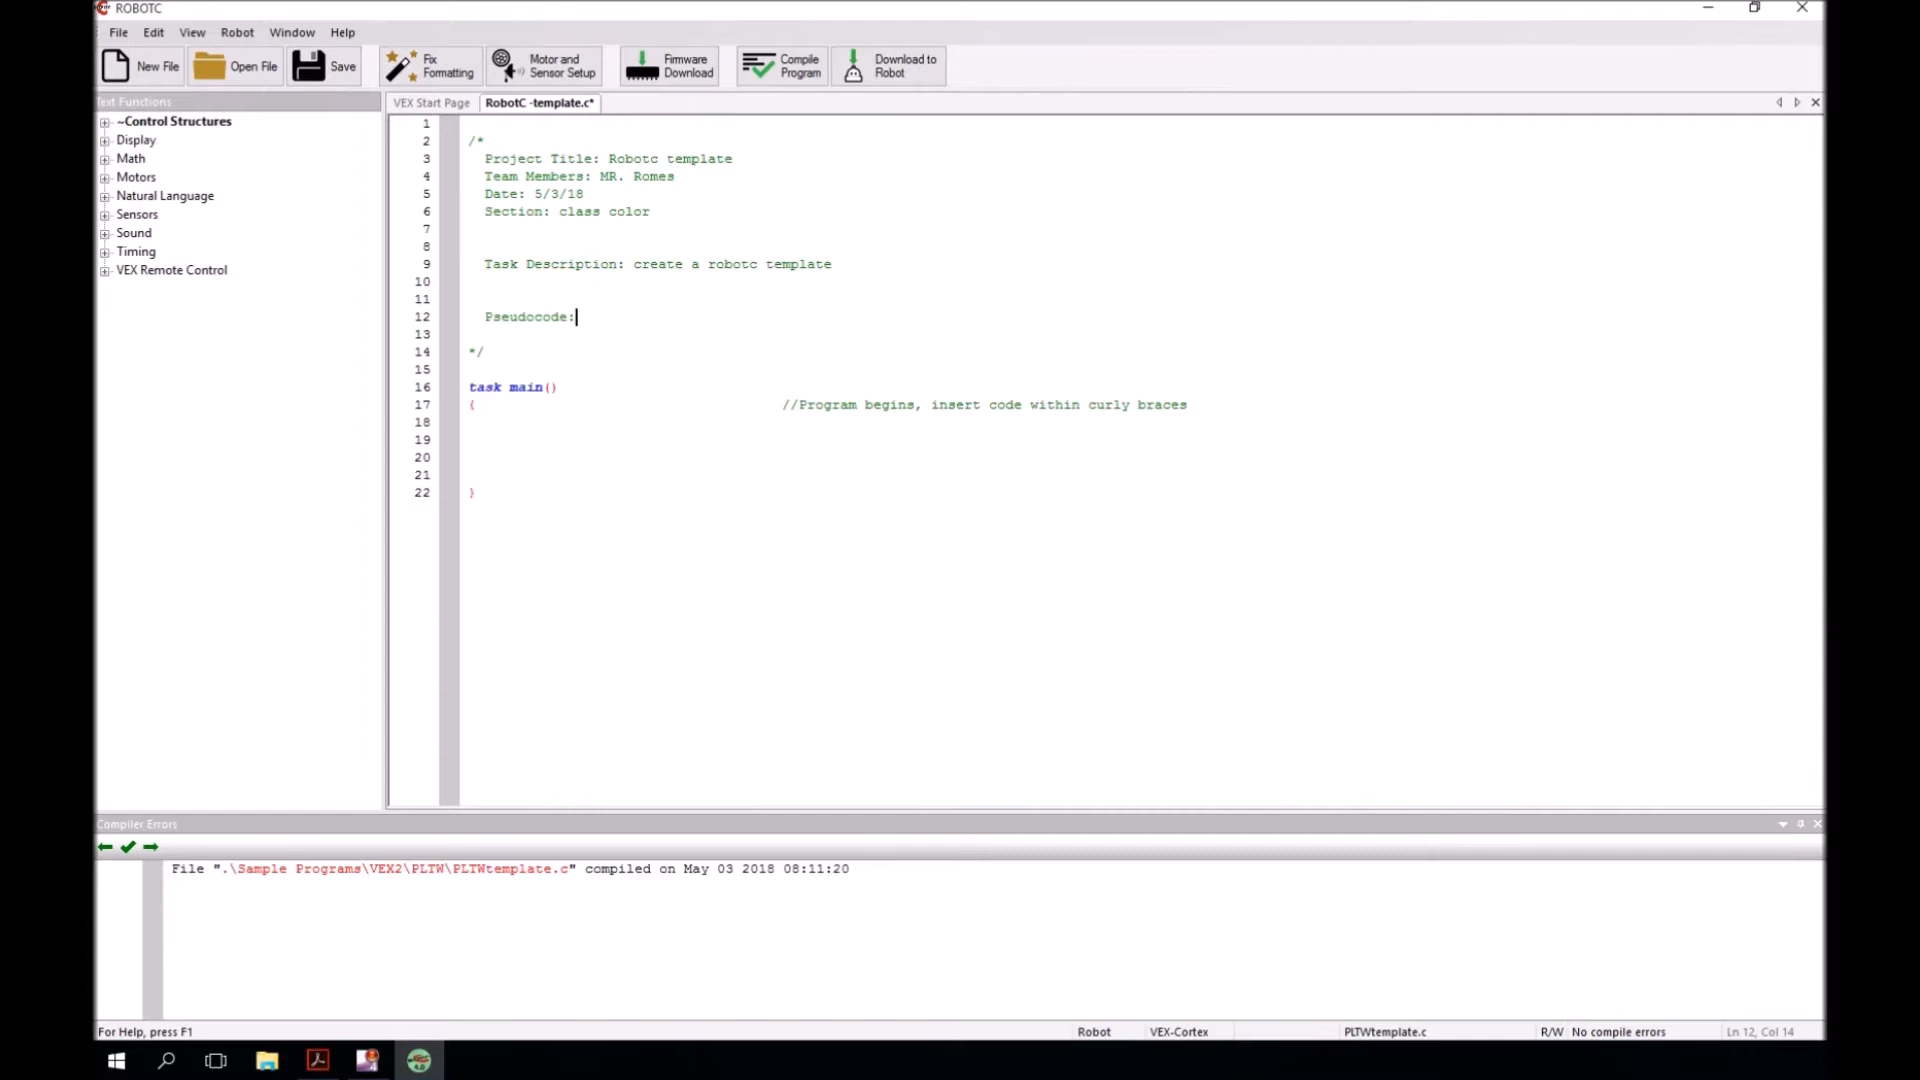 ROBOTC
File Edit View Robot Window Help
New File Open File Save Fix Formatting Motor and Sensor Setup Firmware Download Compile Program Download to Robot
Text Functions
~Control Structures
Display
Math
Motors
Natural Language
Sensors
Sound
Timing
VEX Remote Control
VEX Start Page RobotC -template.c*
1
2 /*
3 Project Title: Robotc template
4 Team Members: MR. Romes
5 Date: 5/3/18
6 Section: class color
7
8
9 Task Description: create a robotc template
10
11
12 Pseudocode:
13
14 */
15
16 task main()
17 { //Program begins, insert code within curly braces
18
19
20
21
22 }
Compiler Errors
File ".\Sample Programs\VEX2\PLTW\PLTWtemplate.c" compiled on May 03 2018 08:11:20
For Help, press F1 Robot VEX-Cortex PLTWtemplate.c R/W No compile errors Ln 12, Col 14
4.0